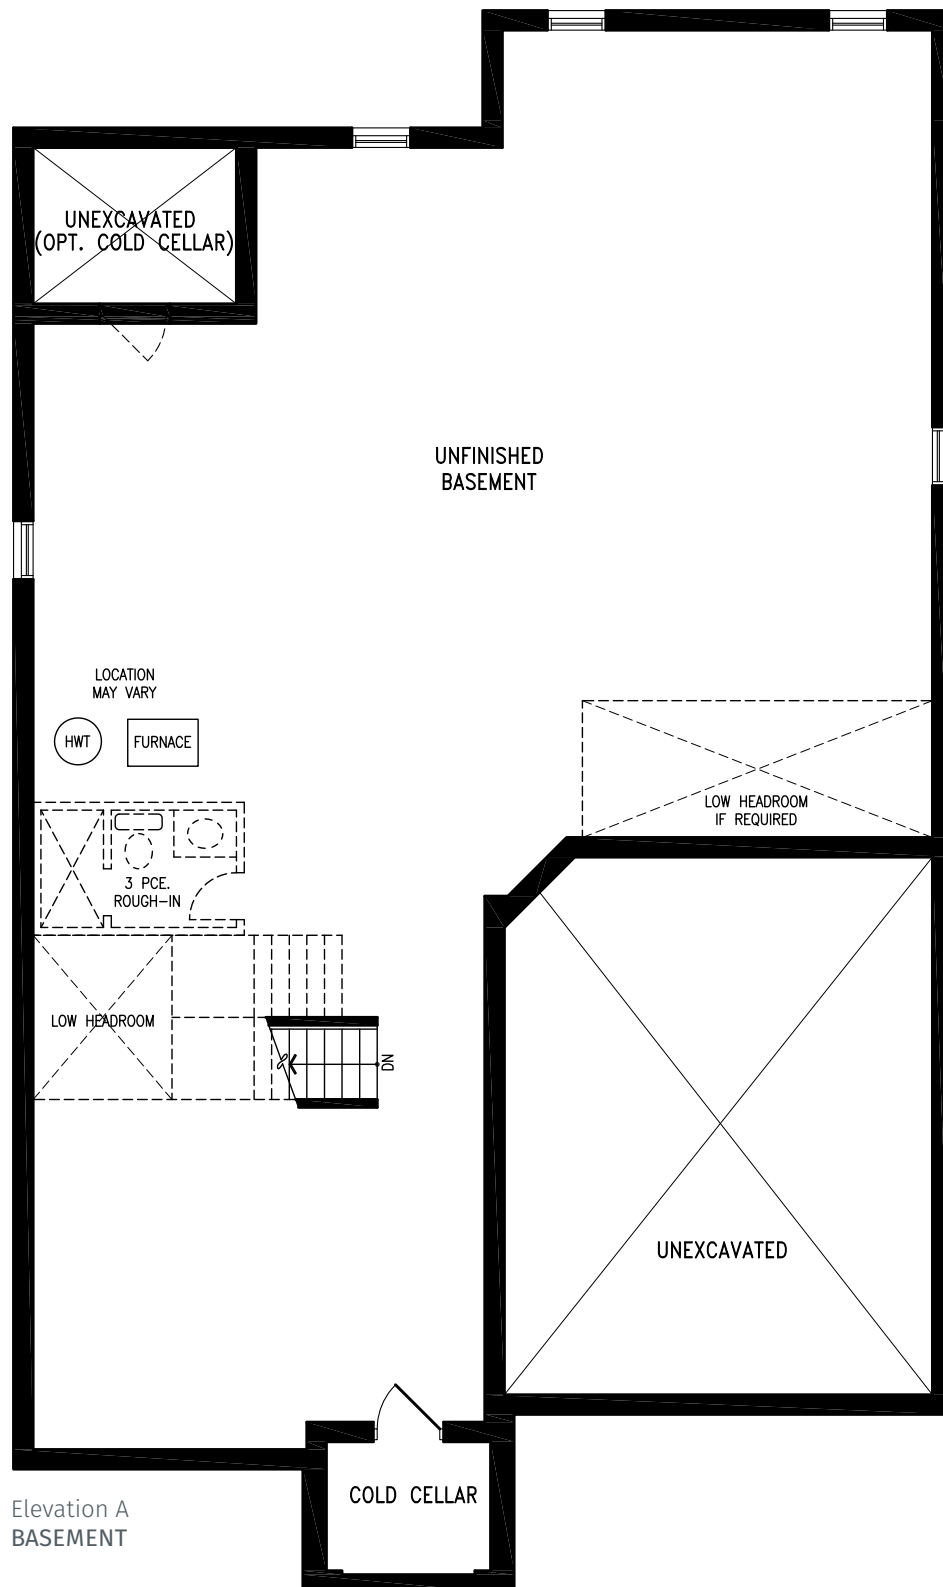 UNEXCAVATED
(OPT. COLD CELLAR)
UNFINISHED
BASEMENT
LOCATION
MAY VARY
HWT
FURNACE
LOW HEADROOM
IF REQUIRED
3 PCE.
ROUGH-IN
LOW HEADROOM
DN
UNEXCAVATED
COLD CELLAR
Elevation A
BASEMENT